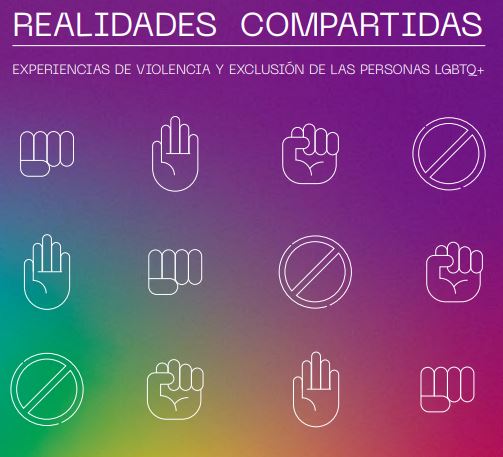 REALIDADES COMPARTIDAS
EXPERIENCIAS DE VIOLENCIA Y EXCLUSIÓN DE LAS PERSONAS LGBTQ+